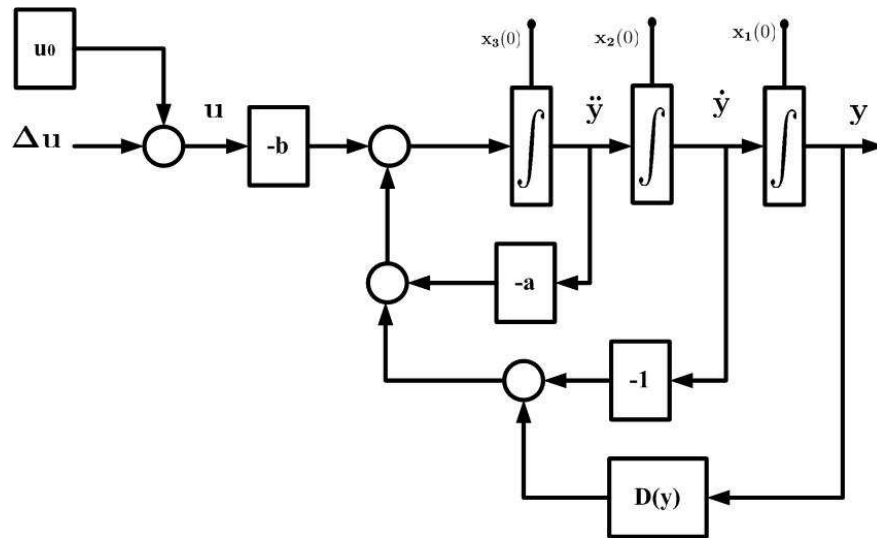 x₃(0) x₂(0) x₁(0)
u₀
Δu u -b ∫ ÿ ∫ ẏ ∫ y
-a
-1
D(y)